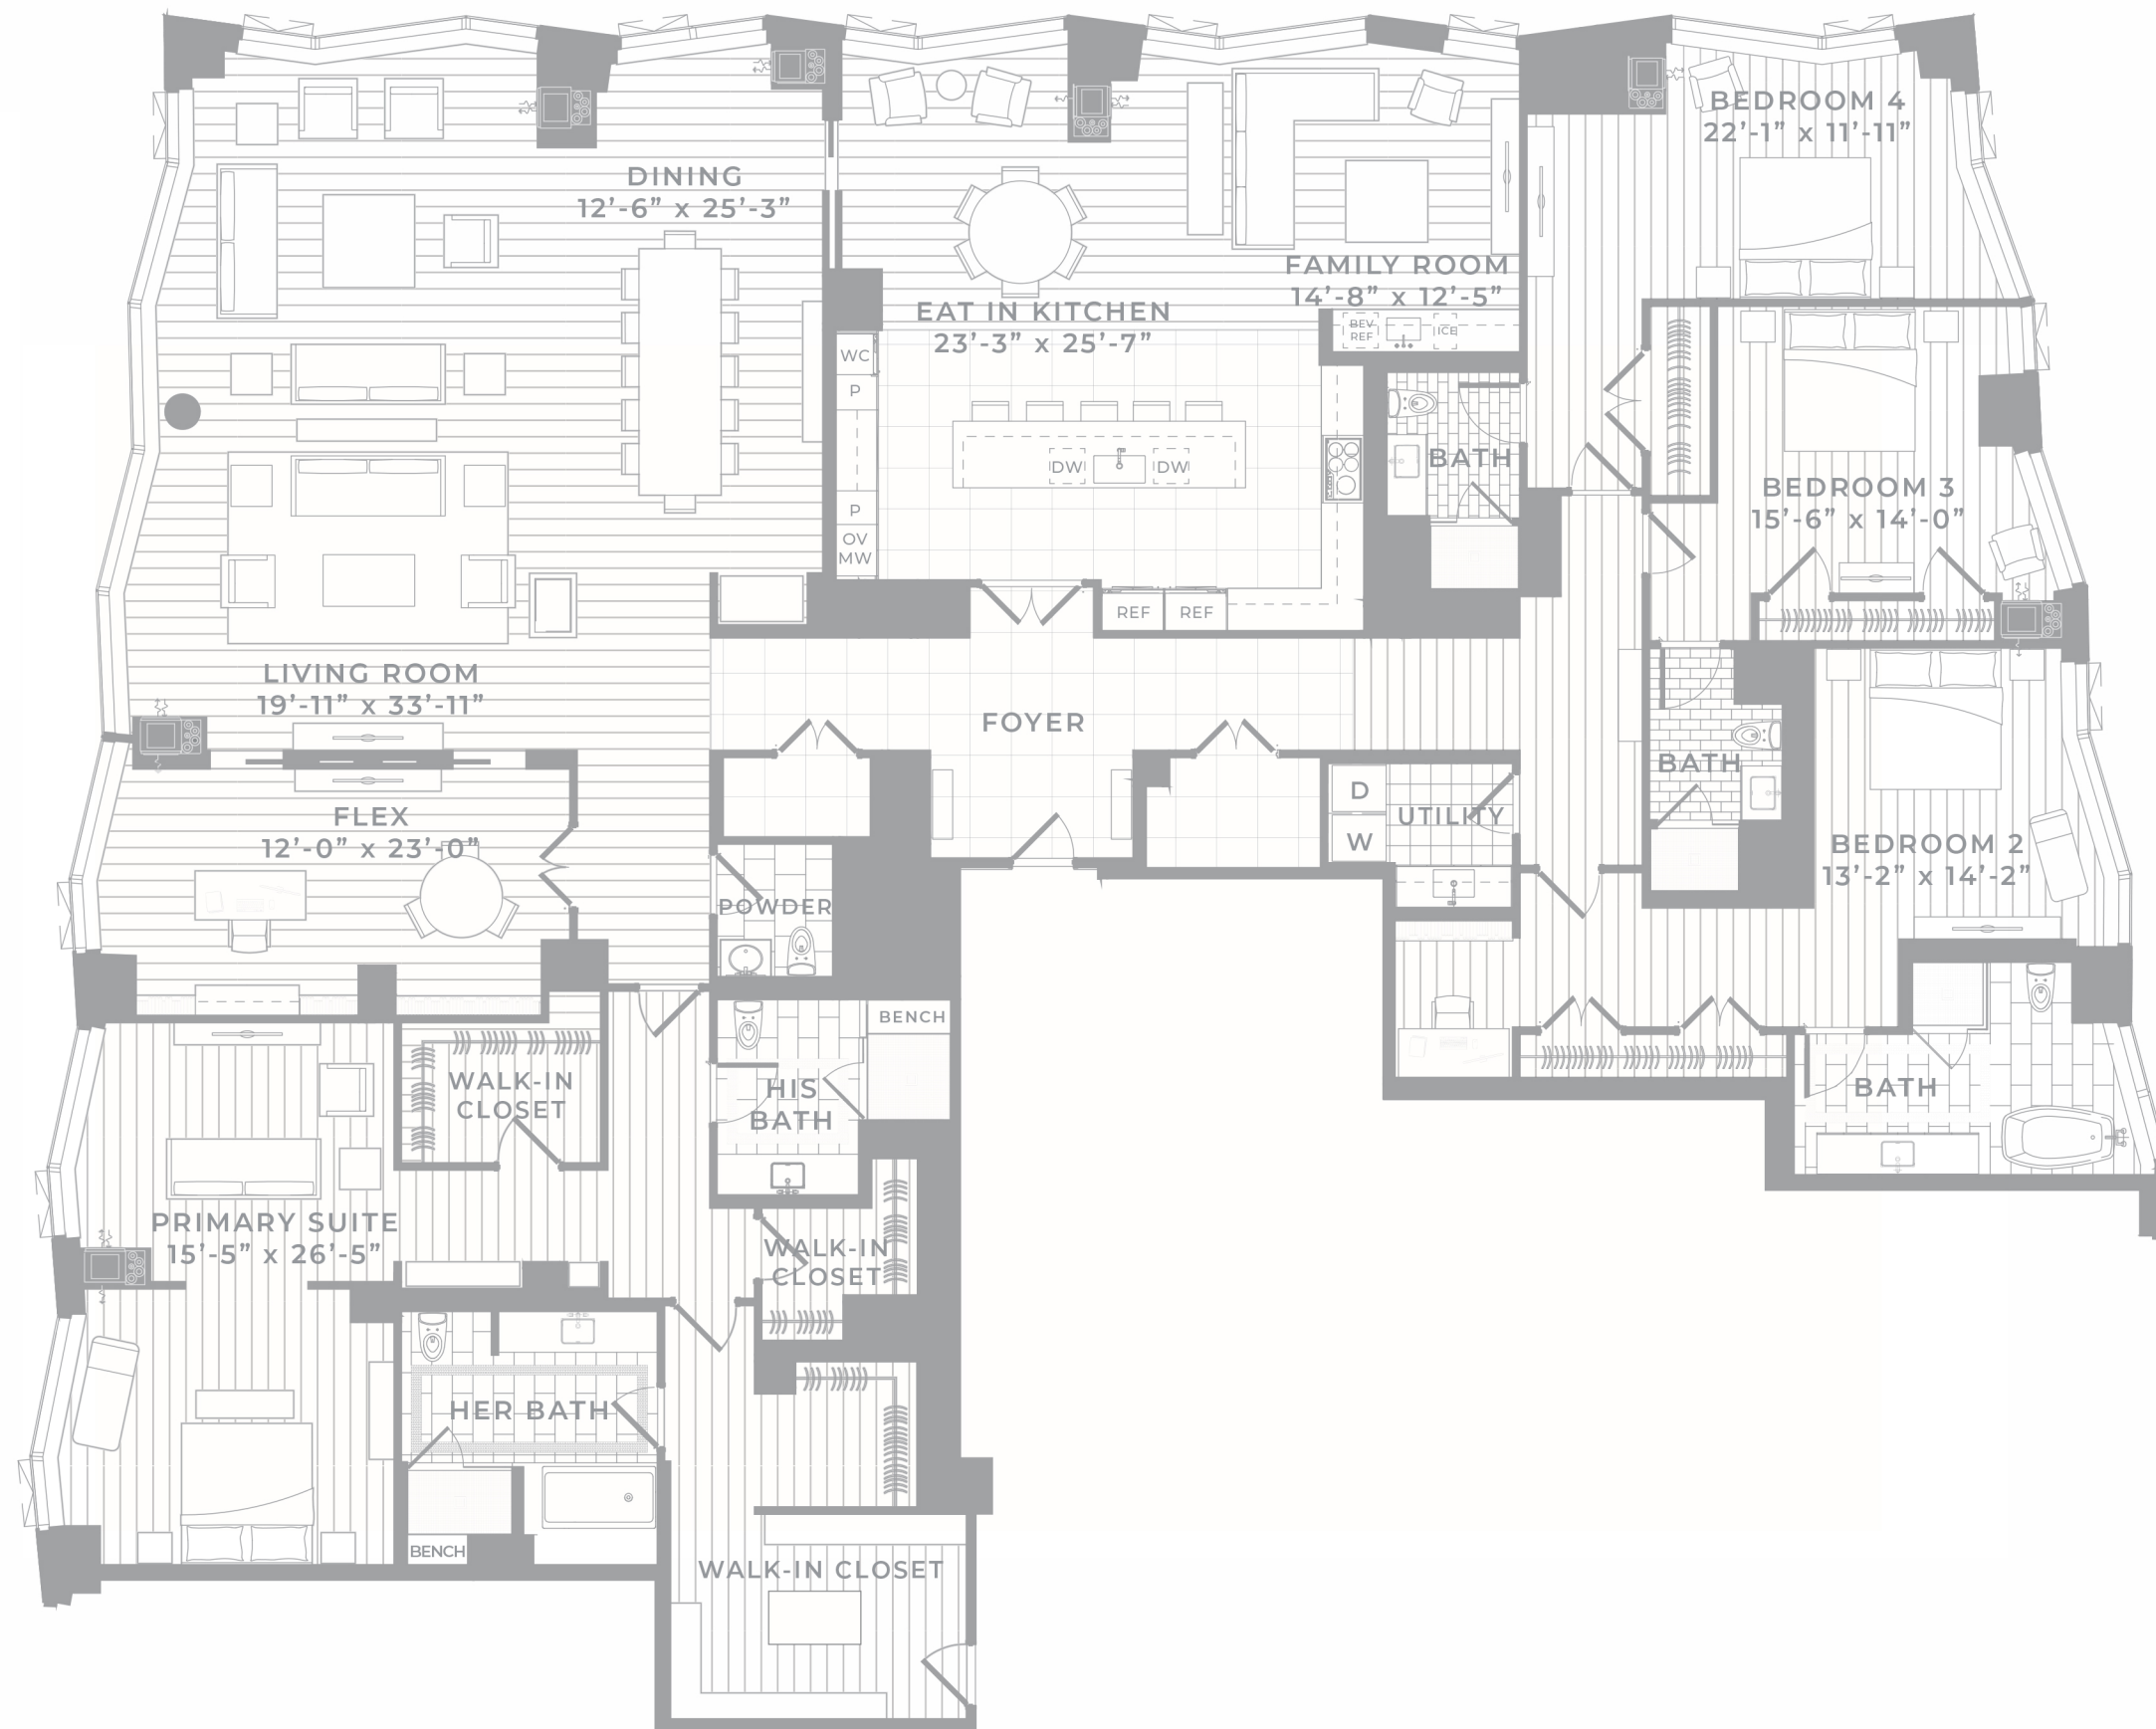 BEDROOM 4
22’-1” x 11’-11”
DINING
12’-6” x 25’-3”
FAMILY ROOM
14’-8” x 12’-5”
EAT IN KITCHEN
23’-3” x 25’-7”
BEV
REF
ICE
WC
P
P
OV
MW
DW
DW
BATH
BEDROOM 3
15’-6” x 14’-0”
REF
REF
LIVING ROOM
19’-11” x 33’-11”
FOYER
BATH
FLEX
12’-0” x 23’-0”
D
W
UTILITY
BEDROOM 2
13’-2” x 14’-2”
POWDER
BENCH
WALK-IN
CLOSET
HIS
BATH
BATH
PRIMARY SUITE
15’-5” x 26’-5”
WALK-IN
CLOSET
HER BATH
BENCH
WALK-IN CLOSET